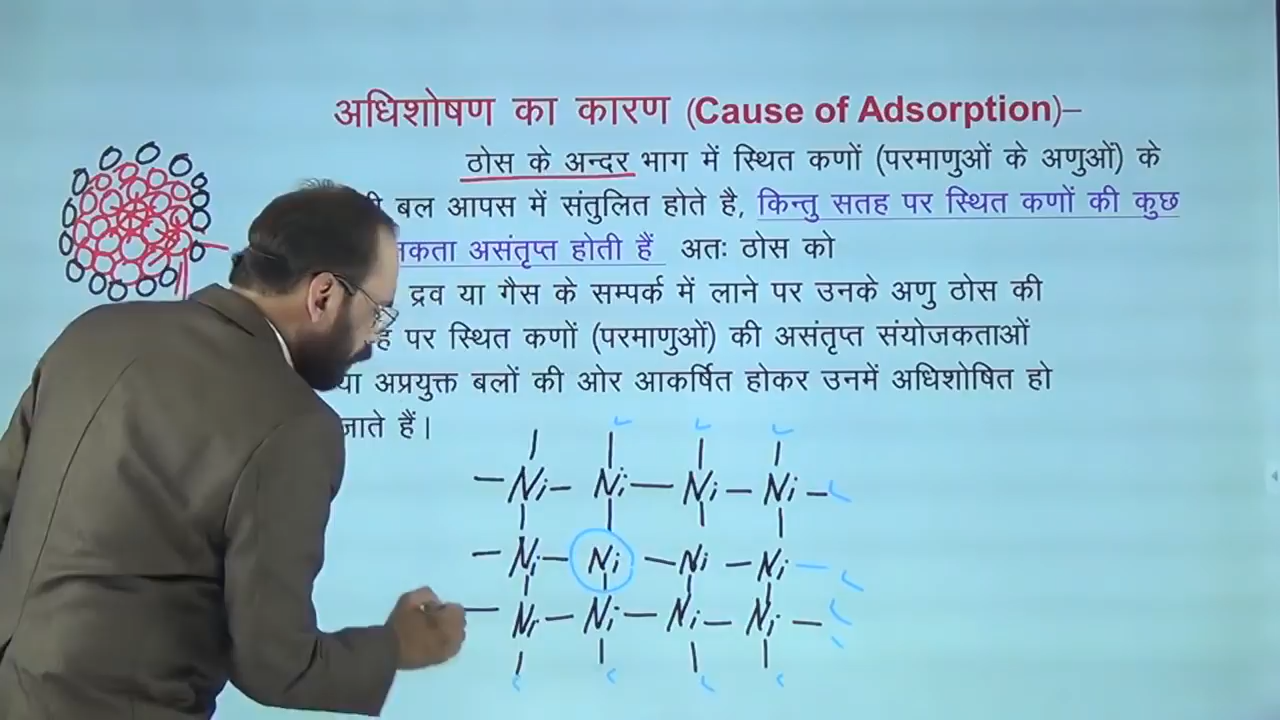 अधिशोषण का कारण (Cause of Adsorption)–
ठोस के अन्दर भाग में स्थित कणों (परमाणुओं के अणुओं) के
बल आपस में संतुलित होते है, किन्तु सतह पर स्थित कणों की कुछ
असंतृप्त होती हैं अतः ठोस को
द्रव या गैस के सम्पर्क में लाने पर उनके अणु ठोस की
पर स्थित कणों (परमाणुओं) की असंतृप्त संयोजकताओं
या अप्रयुक्त बलों की ओर आकर्षित होकर उनमें अधिशोषित हो
जाते हैं।
Ni – Ni – Ni – Ni –
Ni – Ni – Ni – Ni –
Ni – Ni – Ni – Ni –